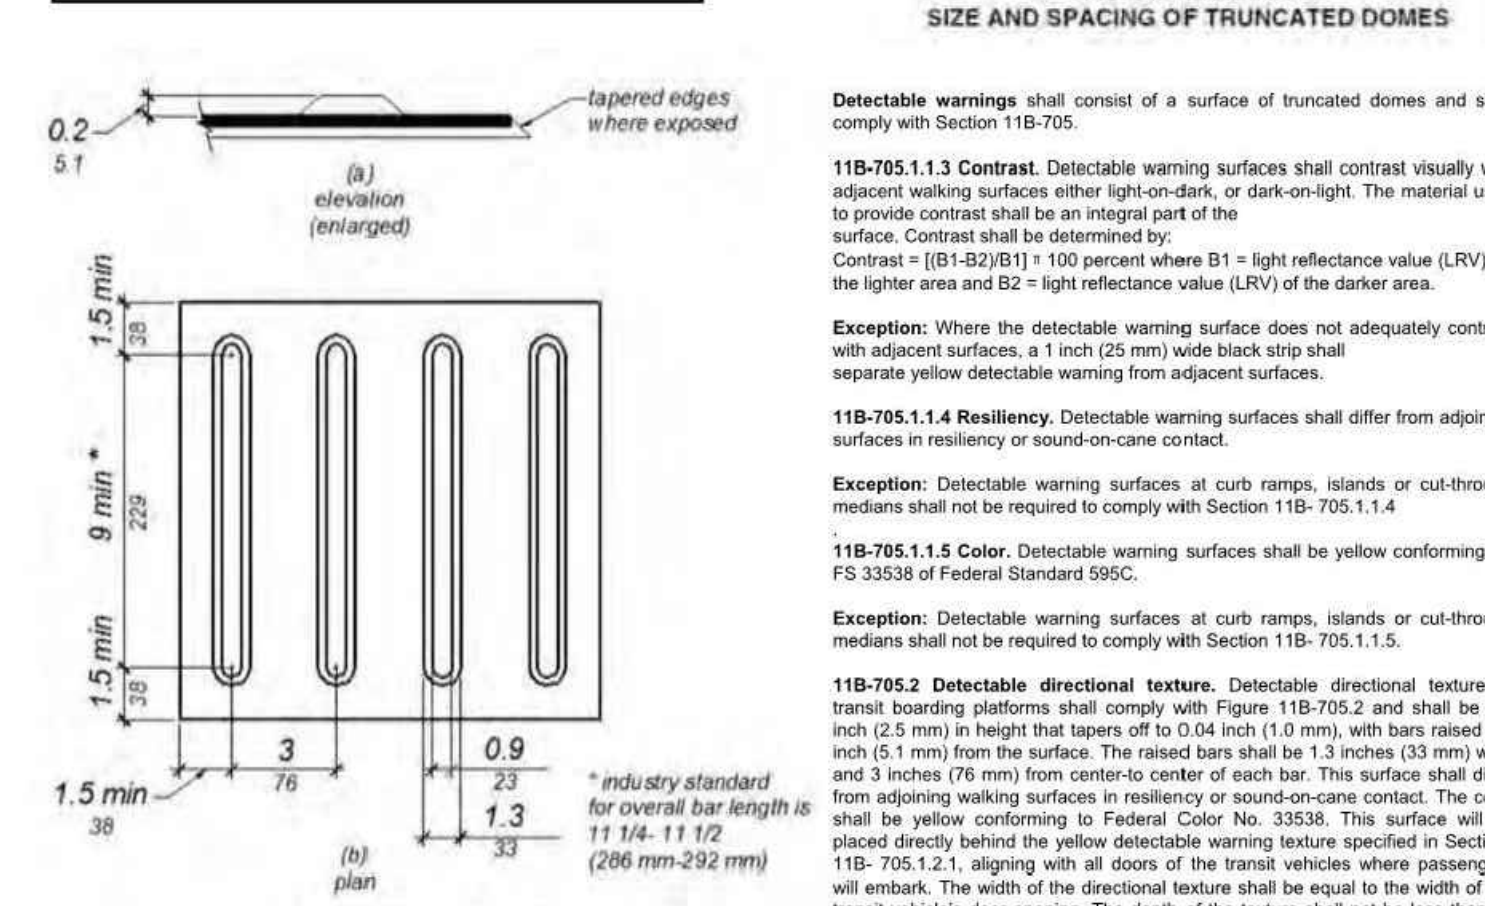 SIZE AND SPACING OF TRUNCATED DOMES
0.2
5.1
tapered edges
where exposed
(a)
elevation
(enlarged)
1.5 min
38
9 min *
229
1.5 min
38
3
76
1.5 min
38
0.9
23
1.3
33
(b)
plan
* industry standard
for overall bar length is
11 1/4- 11 1/2
(286 mm-292 mm)
Detectable warnings shall consist of a surface of truncated domes and
comply with Section 11B-705.
11B-705.1.1.3 Contrast. Detectable warning surfaces shall contrast visually
adjacent walking surfaces either light-on-dark, or dark-on-light. The material
to provide contrast shall be an integral part of the
surface. Contrast shall be determined by:
Contrast = [(B1-B2)/B1] 100 percent where B1 = light reflectance value (LRV)
the lighter area and B2 = light reflectance value (LRV) of the darker area.
Exception: Where the detectable warning surface does not adequately
with adjacent surfaces, a 1 inch (25 mm) wide black strip shall
separate yellow detectable warning from adjacent surfaces.
11B-705.1.1.4 Resiliency. Detectable warning surfaces shall differ from
surfaces in resiliency or sound-on-cane contact.
Exception: Detectable warning surfaces at curb ramps, islands or
medians shall not be required to comply with Section 11B- 705.1.1.4
.
11B-705.1.1.5 Color. Detectable warning surfaces shall be yellow conforming
FS 33538 of Federal Standard 595C.
Exception: Detectable warning surfaces at curb ramps, islands or
medians shall not be required to comply with Section 11B- 705.1.1.5.
11B-705.2 Detectable directional texture. Detectable directional texture
transit boarding platforms shall comply with Figure 11B-705.2 and shall be
inch (2.5 mm) in height that tapers off to 0.04 inch (1.0 mm), with bars raised
inch (5.1 mm) from the surface. The raised bars shall be 1.3 inches (33 mm)
and 3 inches (76 mm) from center-to center of each bar. This surface shall
from adjoining walking surfaces in resiliency or sound-on-cane contact. The
shall be yellow conforming to Federal Color No. 33538. This surface will
placed directly behind the yellow detectable warning texture specified in
11B- 705.1.2.1, aligning with all doors of the transit vehicles where
will embark. The width of the directional texture shall be equal to the width of